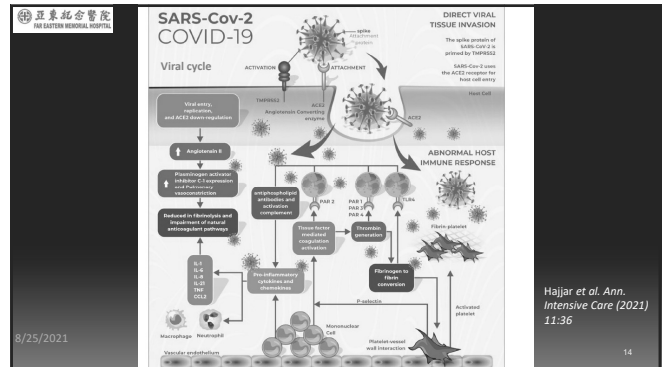 亞東紀念醫院
FAR EASTERN MEMORIAL HOSPITAL
SARS-Cov-2
COVID-19
Viral cycle
spike
Attachment
protein
ACTIVATION
ATTACHMENT
DIRECT VIRAL
TISSUE INVASION
The spike protein of
SARS-CoV-2 is
primed by TMPRSS2
SARS-Cov-2 uses
the ACE2 receptor for
host cell entry
Host Cell
TMPRSS2
ACE2
Angiotensin-Converting
enzyme
ACE2
Viral entry,
replication,
and ACE2 down-regulation
Angiotensin II
Plasminogen activator
inhibitor C-1 expression
and Pulmonary
vasoconstriction
Reduced in fibrinolysis and
impairment of natural
anticoagulant pathways
ABNORMAL HOST
IMMUNE RESPONSE
antiphospholipid
antibodies and
activation
complement
PAR 2
PAR 1
PAR 3
PAR 4
TLR4
Tissue factor
mediated
coagulation
activation
Thrombin
generation
Fibrin-platelet
Fibrinogen to
fibrin
conversion
IL-1
IL-6
IL-8
IL-21
TNF
CCL2
Pro-inflammatory
cytokines and
chemokines
P-selectin
Activated
platelet
Macrophage
Neutrophil
Mononuclear
Cell
Platelet-vessel
wall interaction
Vascular endothelium
Hajjar et al. Ann.
Intensive Care (2021)
11:36
8/25/2021
14